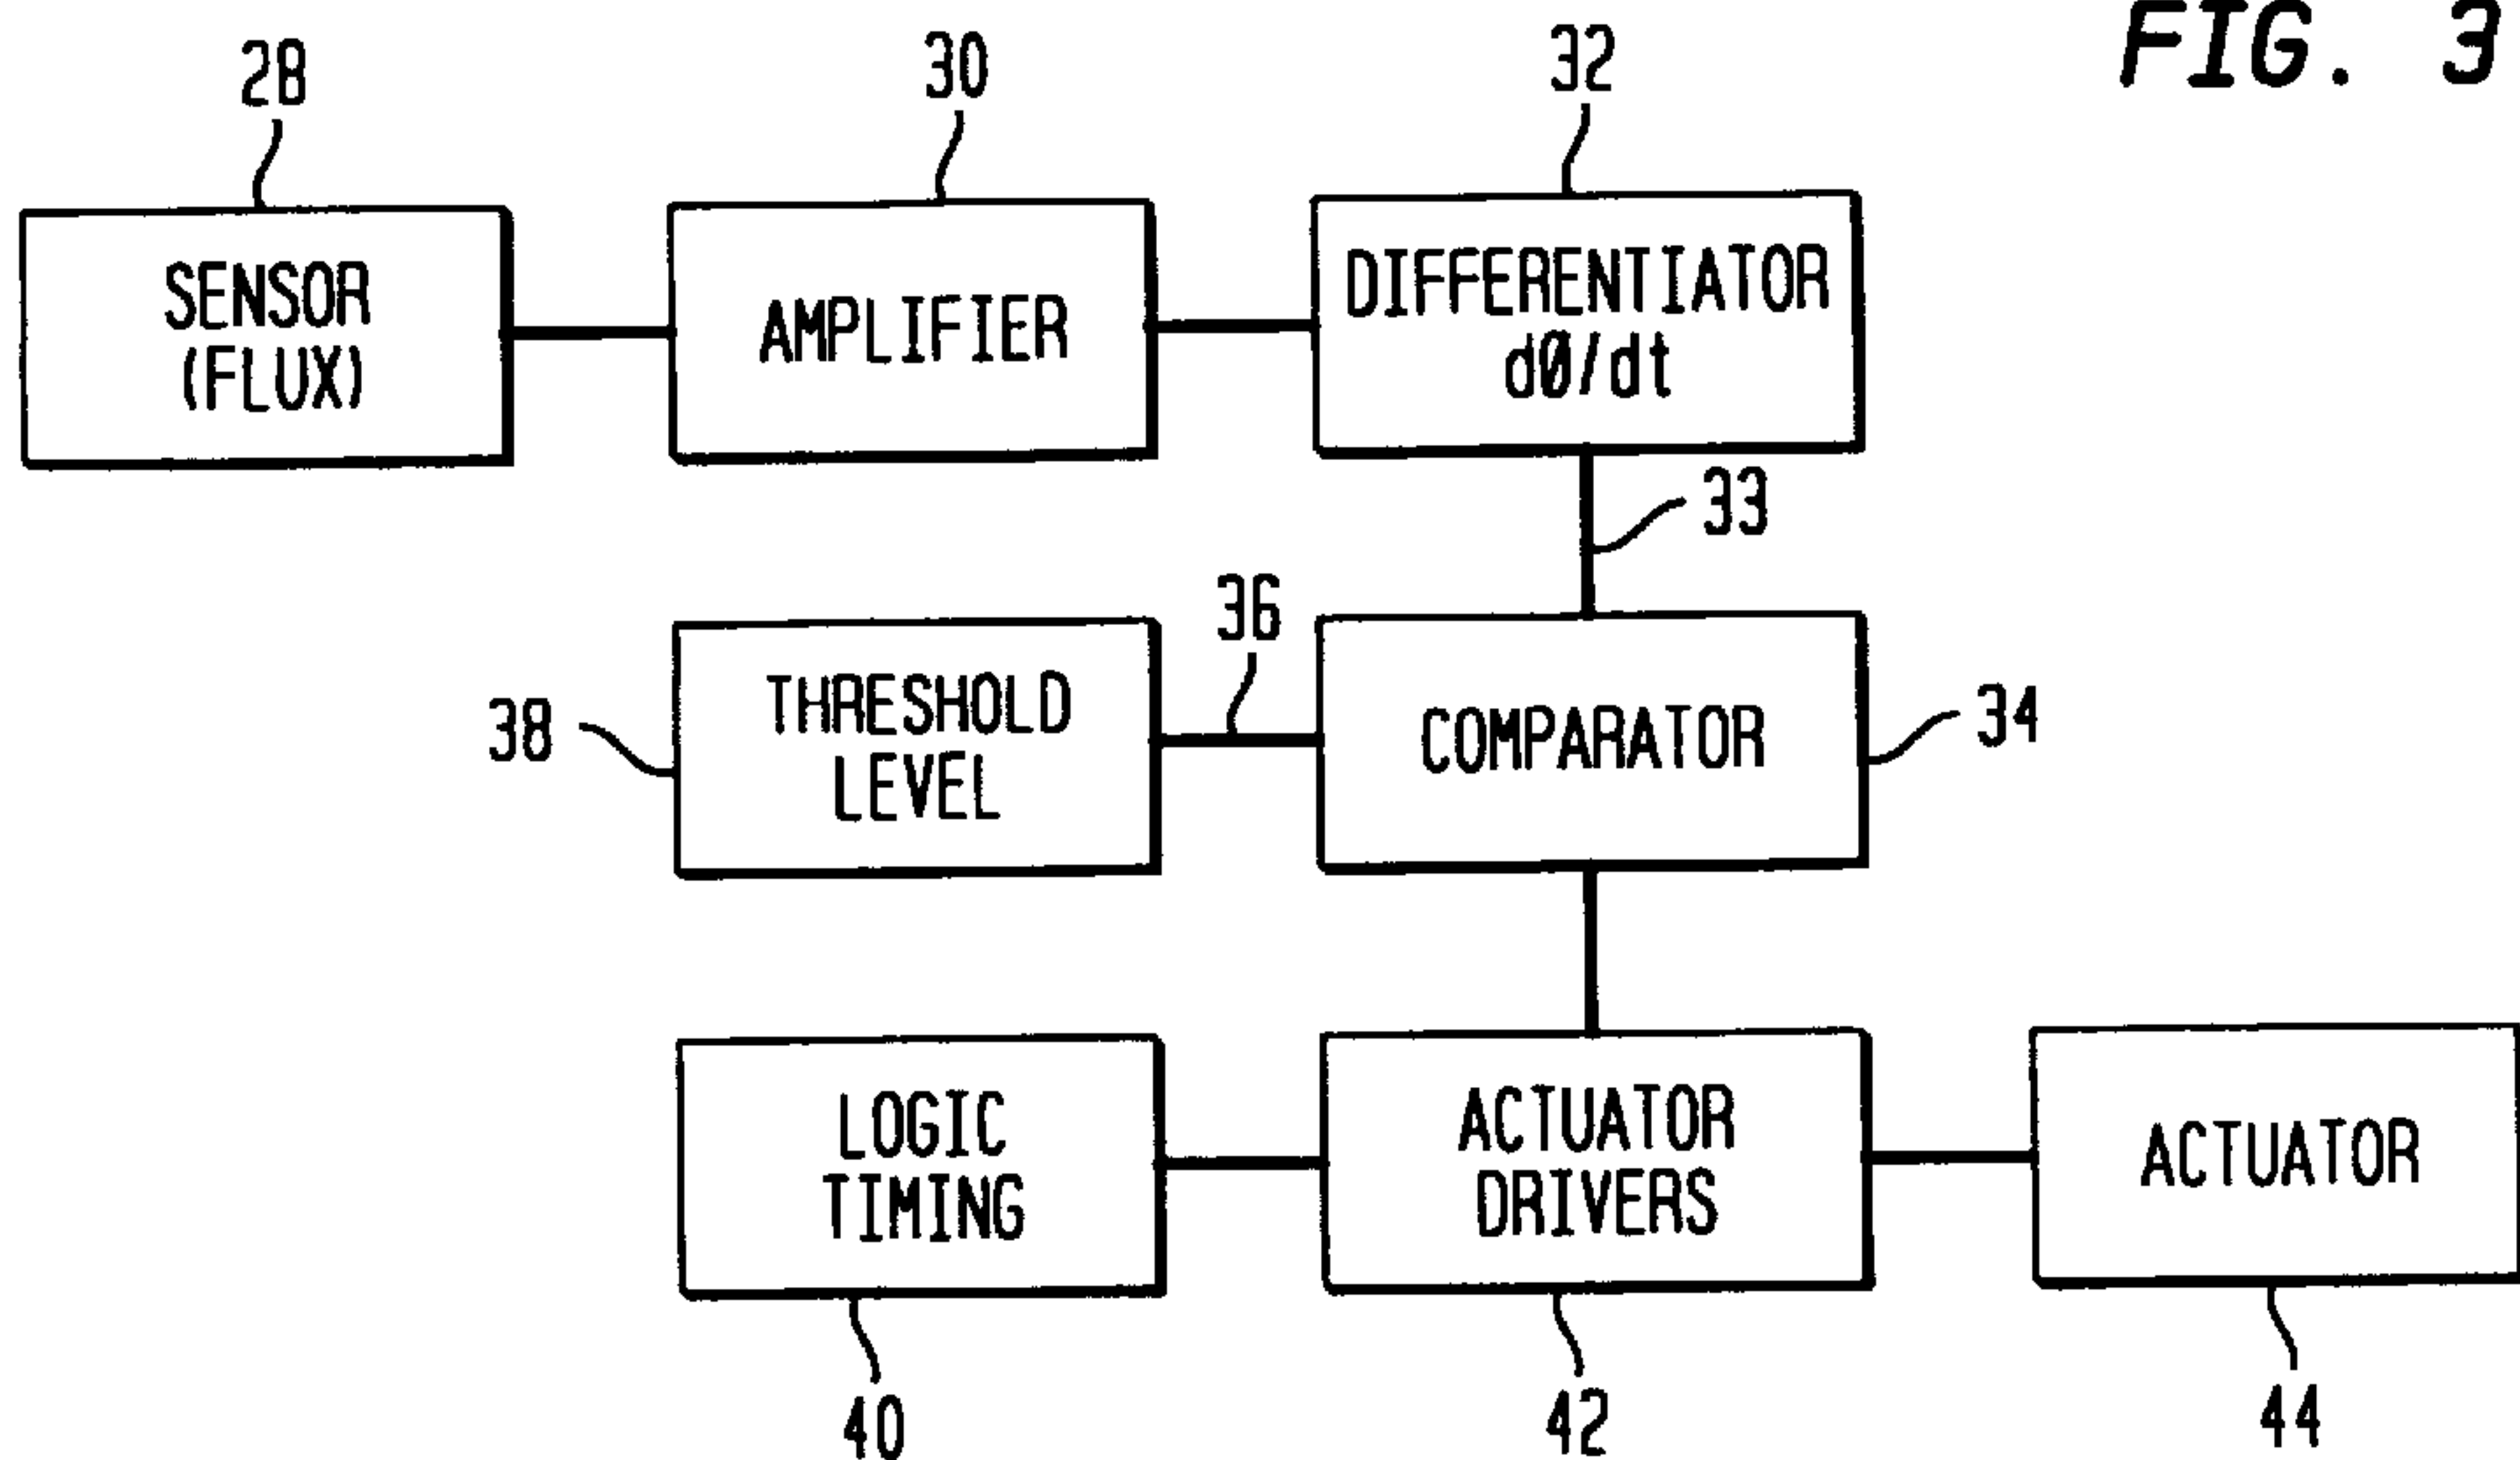 FIG. 3
28
30
32
SENSOR
(FLUX)
AMPLIFIER
DIFFERENTIATOR
dØ/dt
33
36
38
THRESHOLD
LEVEL
COMPARATOR
34
LOGIC
TIMING
ACTUATOR
DRIVERS
ACTUATOR
40
42
44